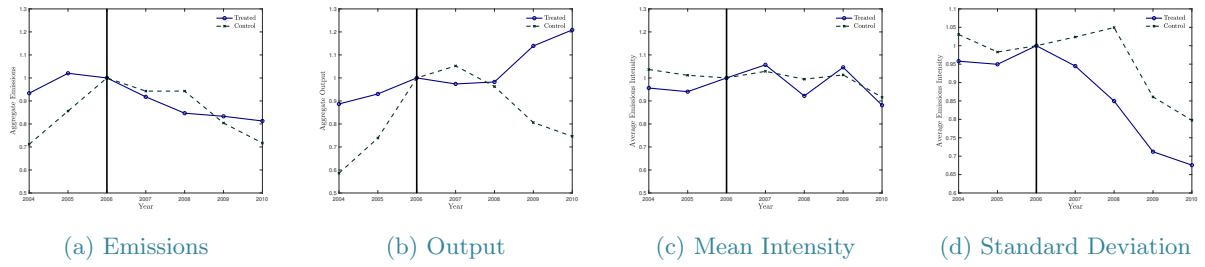 1.3
1.2
1.1
1
0.9
0.8
0.7
0.6
0.5
Aggregate Emissions
Treated
Control
2004 2005 2006 2007 2008 2009 2010
Year
(a) Emissions
1.3
1.2
1.1
1
0.9
0.8
0.7
0.6
0.5
Aggregate Output
Treated
Control
2004 2005 2006 2007 2008 2009 2010
Year
(b) Output
1.3
1.2
1.1
1
0.9
0.8
0.7
0.6
0.5
Average Emissions Intensity
Treated
Control
2004 2005 2006 2007 2008 2009 2010
Year
(c) Mean Intensity
1.1
1.05
1
0.95
0.9
0.85
0.8
0.75
0.7
0.65
0.6
Average Emissions Intensity
Treated
Control
2004 2005 2006 2007 2008 2009 2010
Year
(d) Standard Deviation